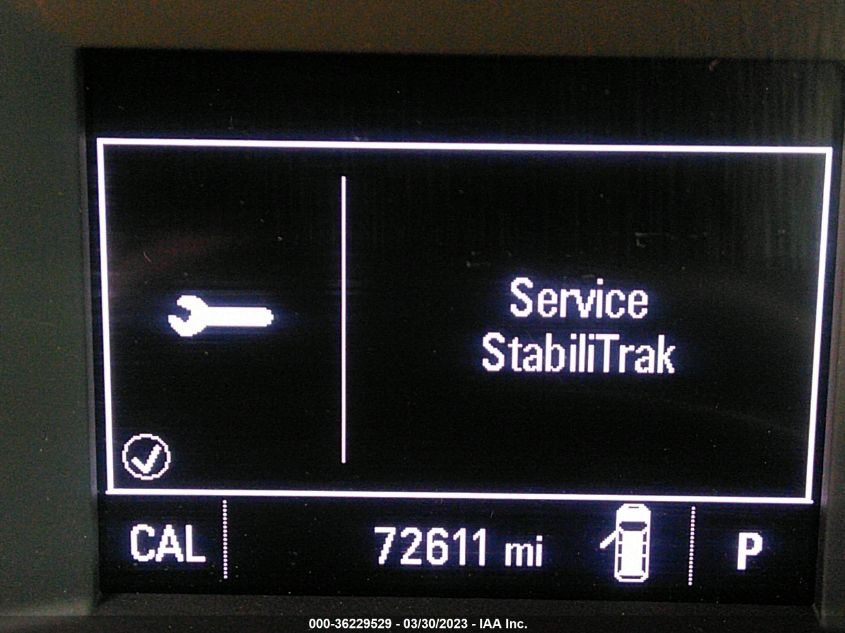 Service
StabiliTrak
CAL 72611 mi P
000-36229529 - 03/30/2023 - IAA Inc.